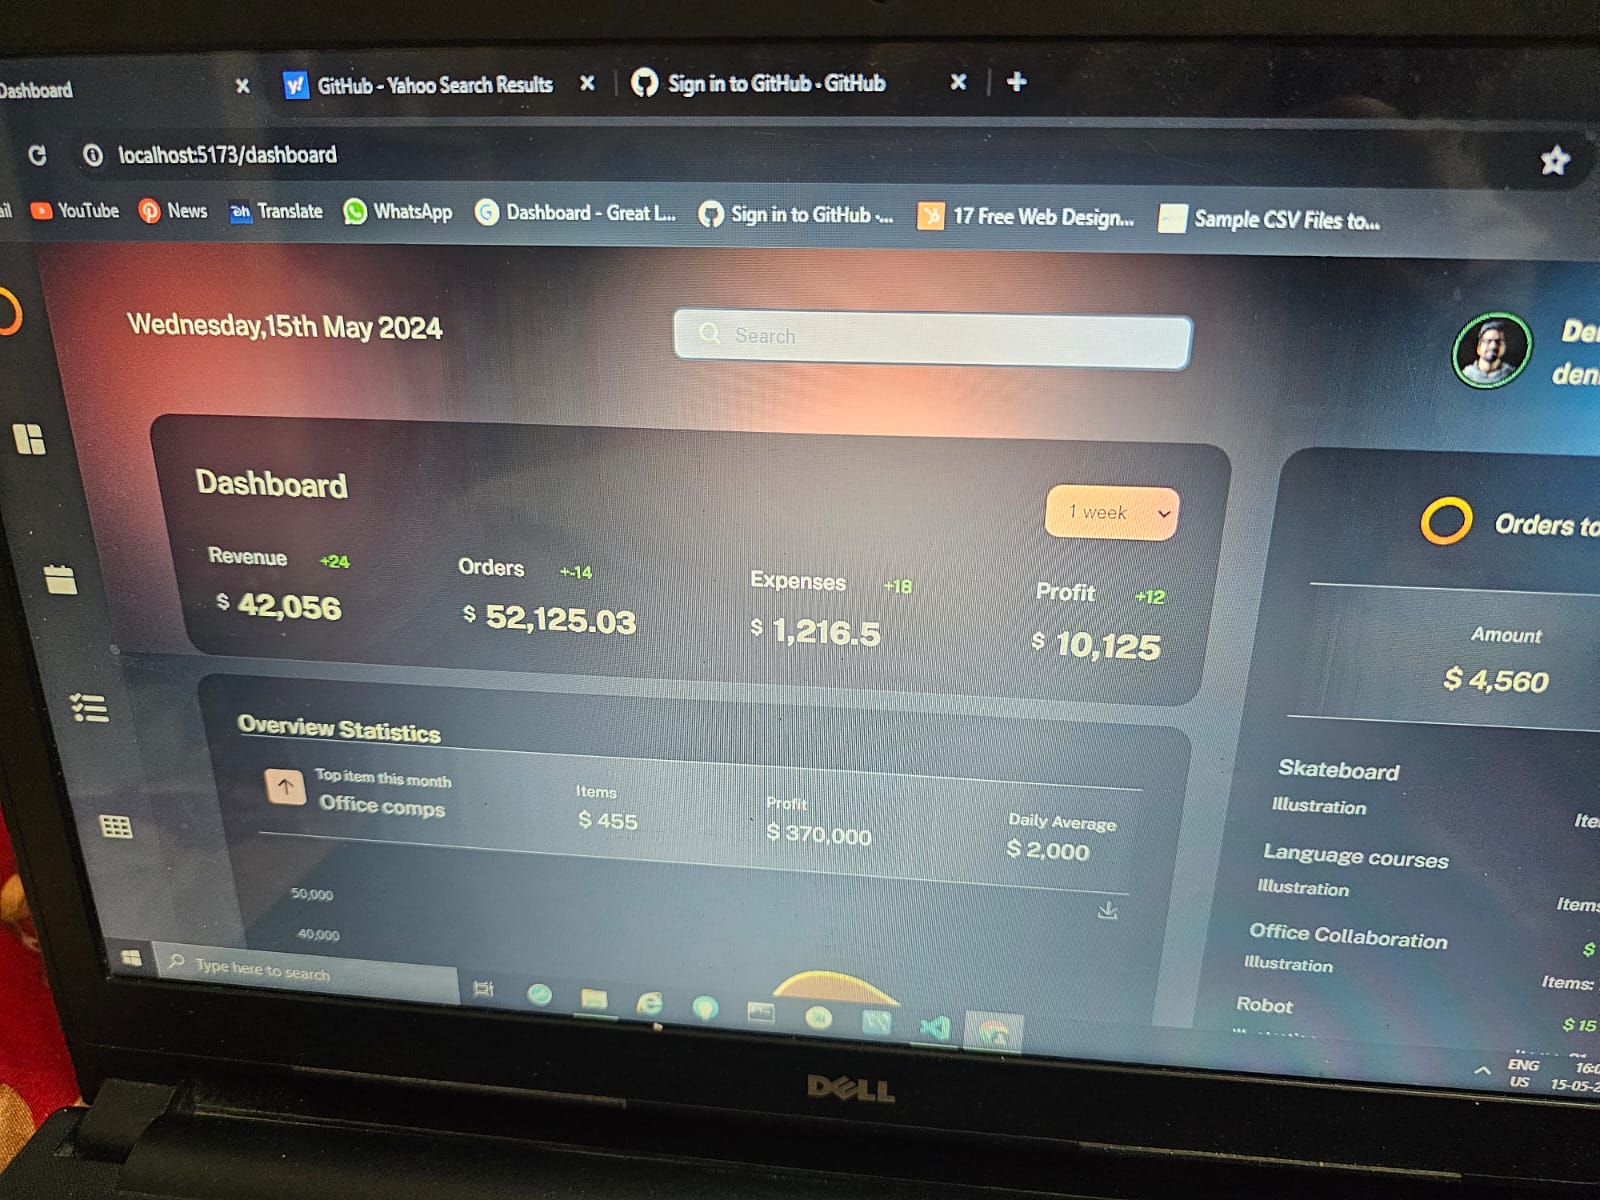 Dashboard
GitHub - Yahoo Search Results
Sign in to GitHub · GitHub
localhost:5173/dashboard
YouTube
News
Translate
WhatsApp
Dashboard - Great L...
Sign in to GitHub ·...
17 Free Web Design...
Sample CSV Files to...
Wednesday,15th May 2024
Search
Dashboard
1 week
Revenue +24
$ 42,056
Orders +-14
$ 52,125.03
Expenses +18
$ 1,216.5
Profit +12
$ 10,125
Overview Statistics
Top item this month
Office comps
Items
$ 455
Profit
$ 370,000
Daily Average
$ 2,000
50,000
40,000
Orders to
Amount
$ 4,560
Skateboard
Illustration
Language courses
Illustration
Items
Office Collaboration
$
Illustration
Items:
Robot
$ 15
Type here to search
ENG
US
15-05-2
DELL